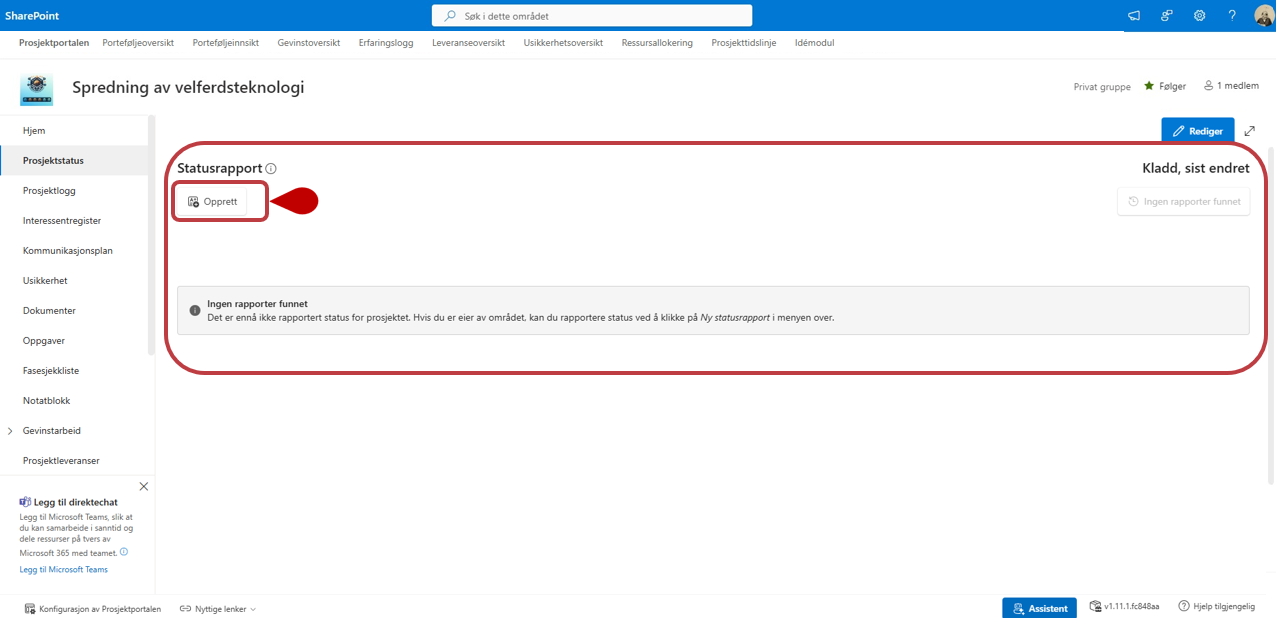 SharePoint
Søk i dette området
?
Prosjektportalen Porteføljeoversikt Porteføljeinnsikt Gevinstoversikt Erfaringslogg Leveranseoversikt Usikkerhetsoversikt Ressursallokering Prosjekttidslinje Idémodul
Spredning av velferdsteknologi
Privat gruppe Følger 1 medlem
Hjem
Prosjektstatus
Prosjektlogg
Interessentregister
Kommunikasjonsplan
Usikkerhet
Dokumenter
Oppgaver
Fasesjekkliste
Notatblokk
Gevinstarbeid
Prosjektleveranser
Legg til direktechat
Legg til Microsoft Teams, slik at
du kan samarbeide i sanntid og
dele ressurser på tvers av
Microsoft 365 med teamet.
Legg til Microsoft Teams
Rediger
Statusrapport
Kladd, sist endret
Opprett
Ingen rapporter funnet
Ingen rapporter funnet
Det er ennå ikke rapportert status for prosjektet. Hvis du er eier av området, kan du rapportere status ved å klikke på Ny statusrapport i menyen over.
Konfigurasjon av Prosjektportalen Nyttige lenker
Assistent v1.11.1.fc848aa Hjelp tilgjengelig